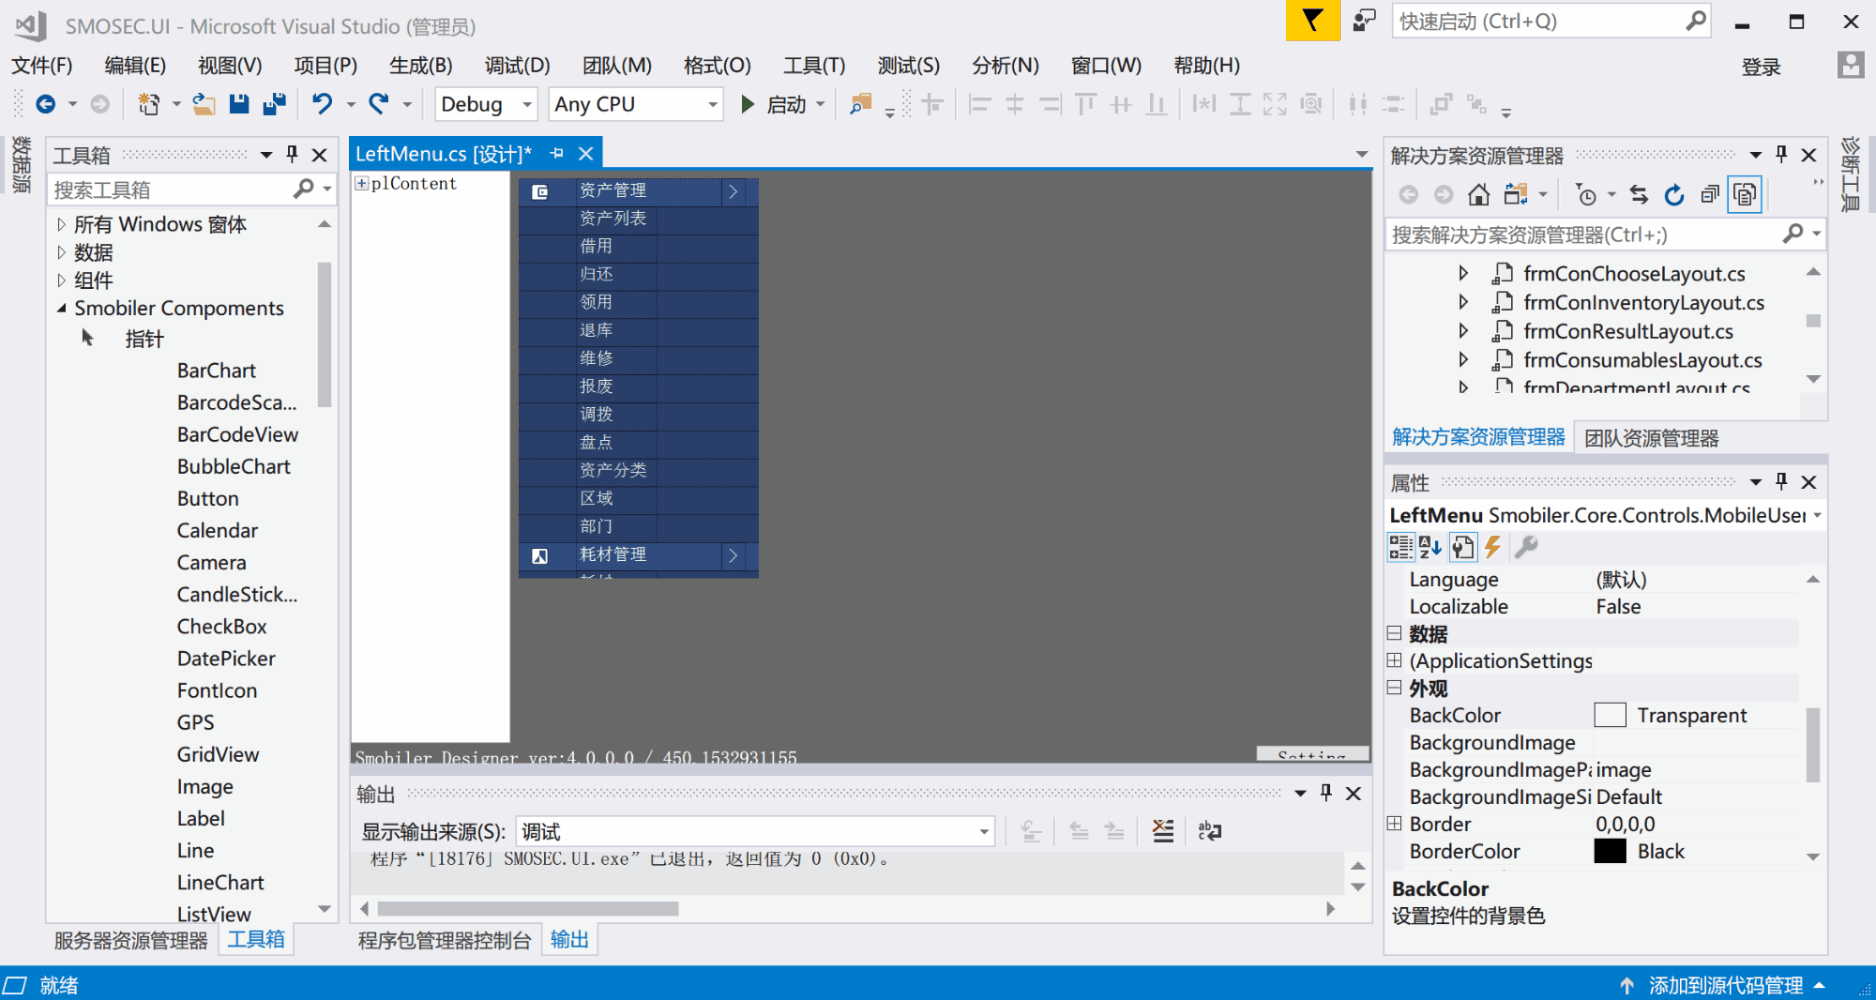 SMOSEC.UI - Microsoft Visual Studio (管理员)
快速启动 (Ctrl+Q)
文件(F) 编辑(E) 视图(V) 项目(P) 生成(B) 调试(D) 团队(M) 格式(O) 工具(T) 测试(S) 分析(N) 窗口(W) 帮助(H) 登录
Debug Any CPU 启动
数据源
工具箱
搜索工具箱
所有 Windows 窗体
数据
组件
Smobiler Compoments
指针
BarChart
BarcodeSca...
BarCodeView
BubbleChart
Button
Calendar
Camera
CandleStick...
CheckBox
DatePicker
FontIcon
GPS
GridView
Image
Label
Line
LineChart
ListView
服务器资源管理器 工具箱
LeftMenu.cs [设计]*
plContent
资产管理
资产列表
借用
归还
领用
退库
维修
报废
调拨
盘点
资产分类
区域
部门
耗材管理
耗材
Smobiler Designer ver:4.0.0.0 / 450.1532931155
Setting
输出
显示输出来源(S): 调试
程序“[18176] SMOSEC.UI.exe”已退出，返回值为 0 (0x0)。
程序包管理器控制台 输出
解决方案资源管理器
搜索解决方案资源管理器(Ctrl+;)
frmConChooseLayout.cs
frmConInventoryLayout.cs
frmConResultLayout.cs
frmConsumablesLayout.cs
frmDepartmentLayout.cs
解决方案资源管理器 团队资源管理器
属性
LeftMenu Smobiler.Core.Controls.MobileUser
Language (默认)
Localizable False
数据
(ApplicationSettings
外观
BackColor Transparent
BackgroundImage
BackgroundImagePa image
BackgroundImageSi Default
Border 0,0,0,0
BorderColor Black
BackColor
设置控件的背景色
诊断工具
就绪
添加到源代码管理